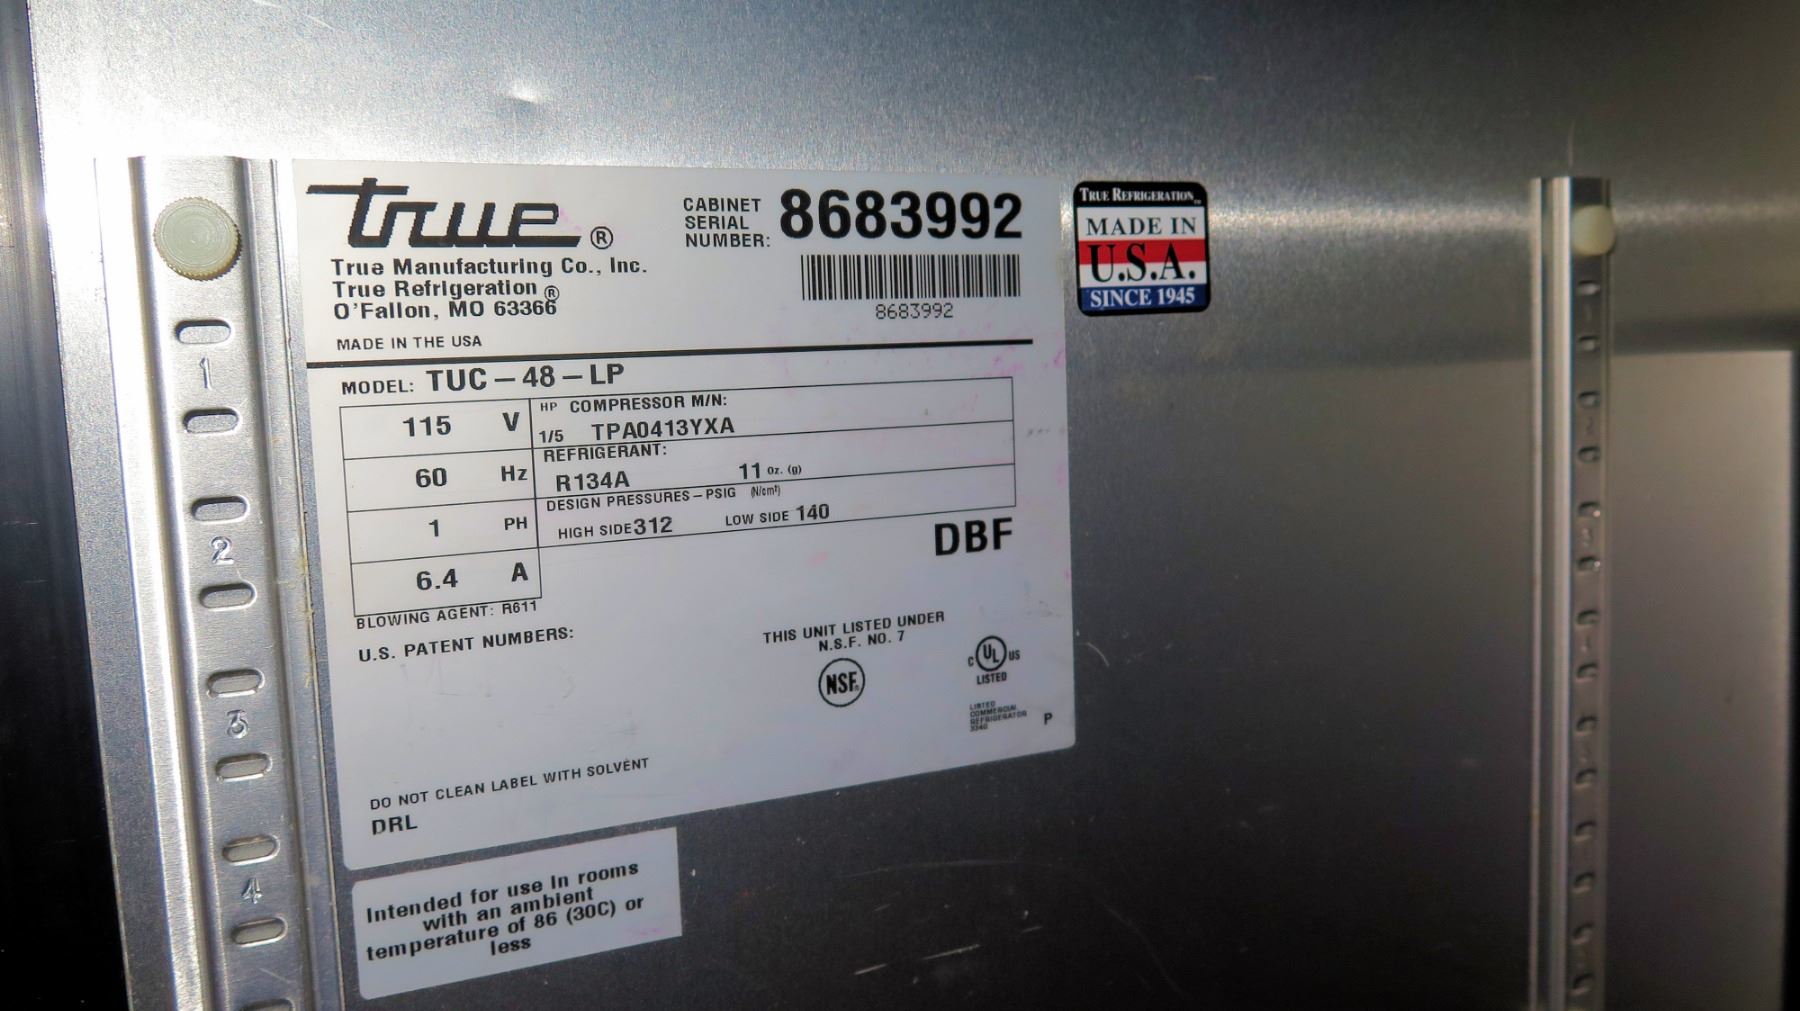 true ®
True Manufacturing Co., Inc.
True Refrigeration ®
O'Fallon, MO 63366
MADE IN THE USA
CABINET
SERIAL
NUMBER: 8683992
8683992
TRUE REFRIGERATION
MADE IN
U.S.A.
SINCE 1945
MODEL: TUC-48-LP
115 V
60 Hz
1 PH
6.4 A
HP COMPRESSOR M/N:
1/5 TPA0413YXA
REFRIGERANT:
R134A 11 oz. (g)
DESIGN PRESSURES-PSIG (N/cm²)
HIGH SIDE 312 LOW SIDE 140
DBF
BLOWING AGENT: R611
U.S. PATENT NUMBERS:
THIS UNIT LISTED UNDER
N.S.F. NO. 7
NSF®
C UL US
LISTED
LISTED
COMMERCIAL
REFRIGERATOR
3340
P
DO NOT CLEAN LABEL WITH SOLVENT
DRL
Intended for use in rooms
with an ambient
temperature of 86 (30C) or
less
1
2
3
4